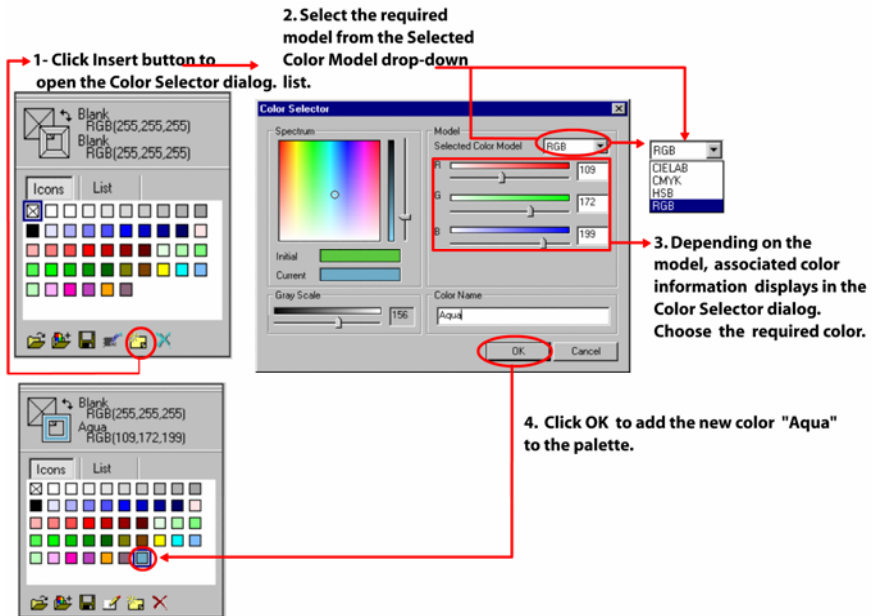 1- Click Insert button to
open the Color Selector dialog.
2. Select the required
model from the Selected
Color Model drop-down
list.
Blank
RGB(255,255,255)
Blank
RGB(255,255,255)
Icons List
Color Selector
Spectrum
Initial
Current
Gray Scale
156
Model
Selected Color Model RGB
R 109
G 172
B 199
Color Name
Aqua
OK Cancel
RGB
CIELAB
CMYK
HSB
RGB
3. Depending on the
model, associated color
information displays in the
Color Selector dialog.
Choose the required color.
4. Click OK to add the new color "Aqua"
to the palette.
Blank
RGB(255,255,255)
Aqua
RGB(109,172,199)
Icons List